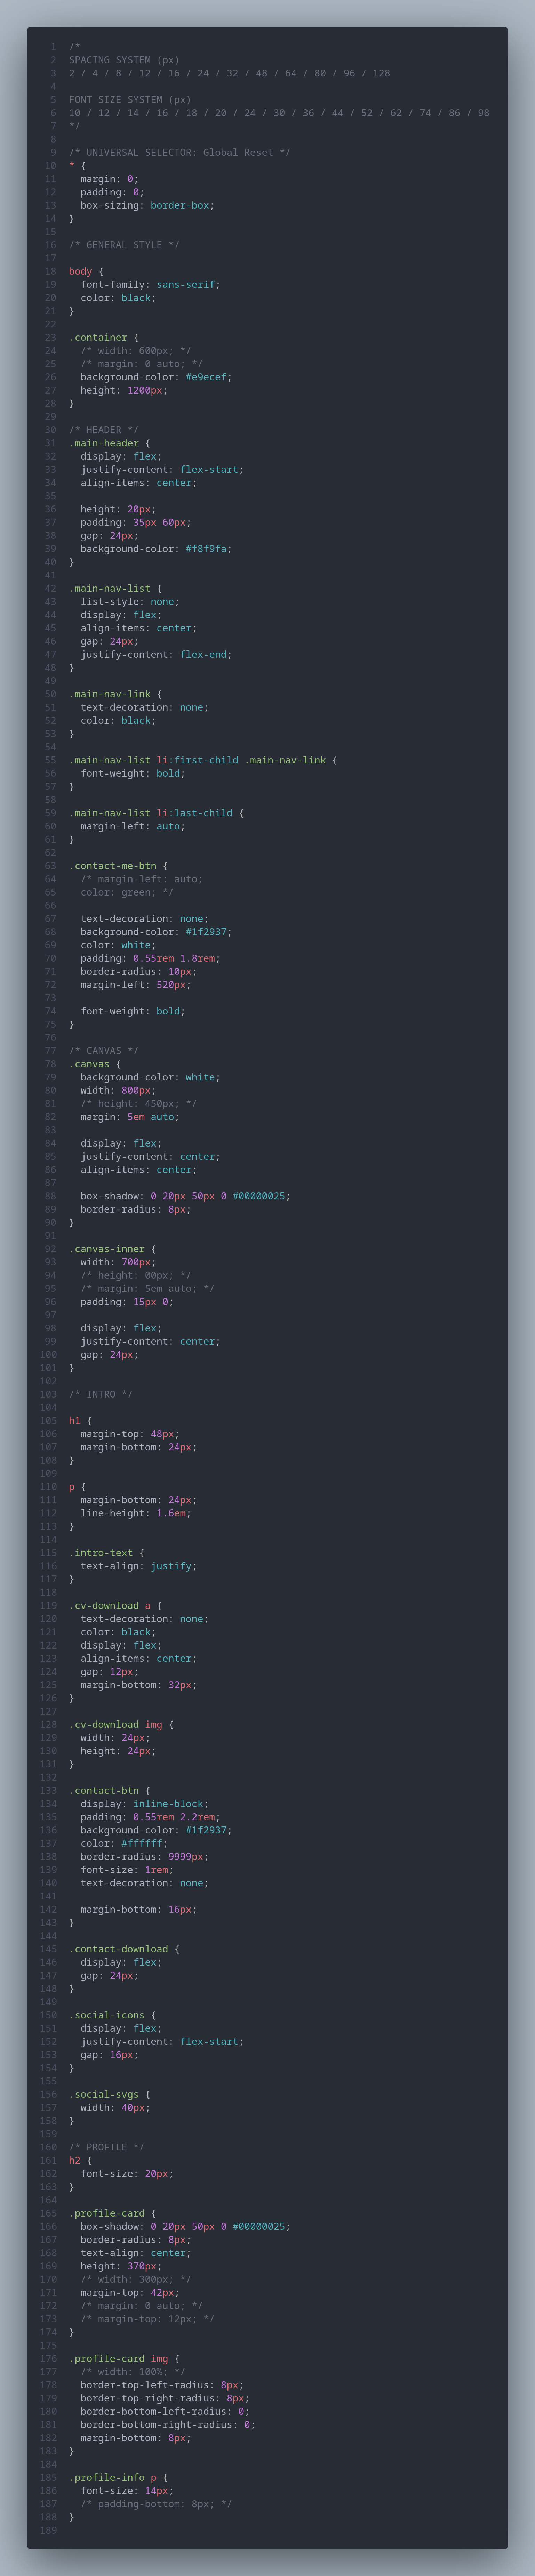 1 /*
2 SPACING SYSTEM (px)
3 2 / 4 / 8 / 12 / 16 / 24 / 32 / 48 / 64 / 80 / 96 / 128
4
5 FONT SIZE SYSTEM (px)
6 10 / 12 / 14 / 16 / 18 / 20 / 24 / 30 / 36 / 44 / 52 / 62 / 74 / 86 / 98
7 */
8
9 /* UNIVERSAL SELECTOR: Global Reset */
10 * {
11   margin: 0;
12   padding: 0;
13   box-sizing: border-box;
14 }
15
16 /* GENERAL STYLE */
17
18 body {
19   font-family: sans-serif;
20   color: black;
21 }
22
23 .container {
24   /* width: 600px; */
25   /* margin: 0 auto; */
26   background-color: #e9ecef;
27   height: 1200px;
28 }
29
30 /* HEADER */
31 .main-header {
32   display: flex;
33   justify-content: flex-start;
34   align-items: center;
35
36   height: 20px;
37   padding: 35px 60px;
38   gap: 24px;
39   background-color: #f8f9fa;
40 }
41
42 .main-nav-list {
43   list-style: none;
44   display: flex;
45   align-items: center;
46   gap: 24px;
47   justify-content: flex-end;
48 }
49
50 .main-nav-link {
51   text-decoration: none;
52   color: black;
53 }
54
55 .main-nav-list li:first-child .main-nav-link {
56   font-weight: bold;
57 }
58
59 .main-nav-list li:last-child {
60   margin-left: auto;
61 }
62
63 .contact-me-btn {
64   /* margin-left: auto;
65   color: green; */
66
67   text-decoration: none;
68   background-color: #1f2937;
69   color: white;
70   padding: 0.55rem 1.8rem;
71   border-radius: 10px;
72   margin-left: 520px;
73
74   font-weight: bold;
75 }
76
77 /* CANVAS */
78 .canvas {
79   background-color: white;
80   width: 800px;
81   /* height: 450px; */
82   margin: 5em auto;
83
84   display: flex;
85   justify-content: center;
86   align-items: center;
87
88   box-shadow: 0 20px 50px 0 #00000025;
89   border-radius: 8px;
90 }
91
92 .canvas-inner {
93   width: 700px;
94   /* height: 00px; */
95   /* margin: 5em auto; */
96   padding: 15px 0;
97
98   display: flex;
99   justify-content: center;
100   gap: 24px;
101 }
102
103 /* INTRO */
104
105 h1 {
106   margin-top: 48px;
107   margin-bottom: 24px;
108 }
109
110 p {
111   margin-bottom: 24px;
112   line-height: 1.6em;
113 }
114
115 .intro-text {
116   text-align: justify;
117 }
118
119 .cv-download a {
120   text-decoration: none;
121   color: black;
122   display: flex;
123   align-items: center;
124   gap: 12px;
125   margin-bottom: 32px;
126 }
127
128 .cv-download img {
129   width: 24px;
130   height: 24px;
131 }
132
133 .contact-btn {
134   display: inline-block;
135   padding: 0.55rem 2.2rem;
136   background-color: #1f2937;
137   color: #ffffff;
138   border-radius: 9999px;
139   font-size: 1rem;
140   text-decoration: none;
141
142   margin-bottom: 16px;
143 }
144
145 .contact-download {
146   display: flex;
147   gap: 24px;
148 }
149
150 .social-icons {
151   display: flex;
152   justify-content: flex-start;
153   gap: 16px;
154 }
155
156 .social-svgs {
157   width: 40px;
158 }
159
160 /* PROFILE */
161 h2 {
162   font-size: 20px;
163 }
164
165 .profile-card {
166   box-shadow: 0 20px 50px 0 #00000025;
167   border-radius: 8px;
168   text-align: center;
169   height: 370px;
170   /* width: 300px; */
171   margin-top: 42px;
172   /* margin: 0 auto; */
173   /* margin-top: 12px; */
174 }
175
176 .profile-card img {
177   /* width: 100%; */
178   border-top-left-radius: 8px;
179   border-top-right-radius: 8px;
180   border-bottom-left-radius: 0;
181   border-bottom-right-radius: 0;
182   margin-bottom: 8px;
183 }
184
185 .profile-info p {
186   font-size: 14px;
187   /* padding-bottom: 8px; */
188 }
189